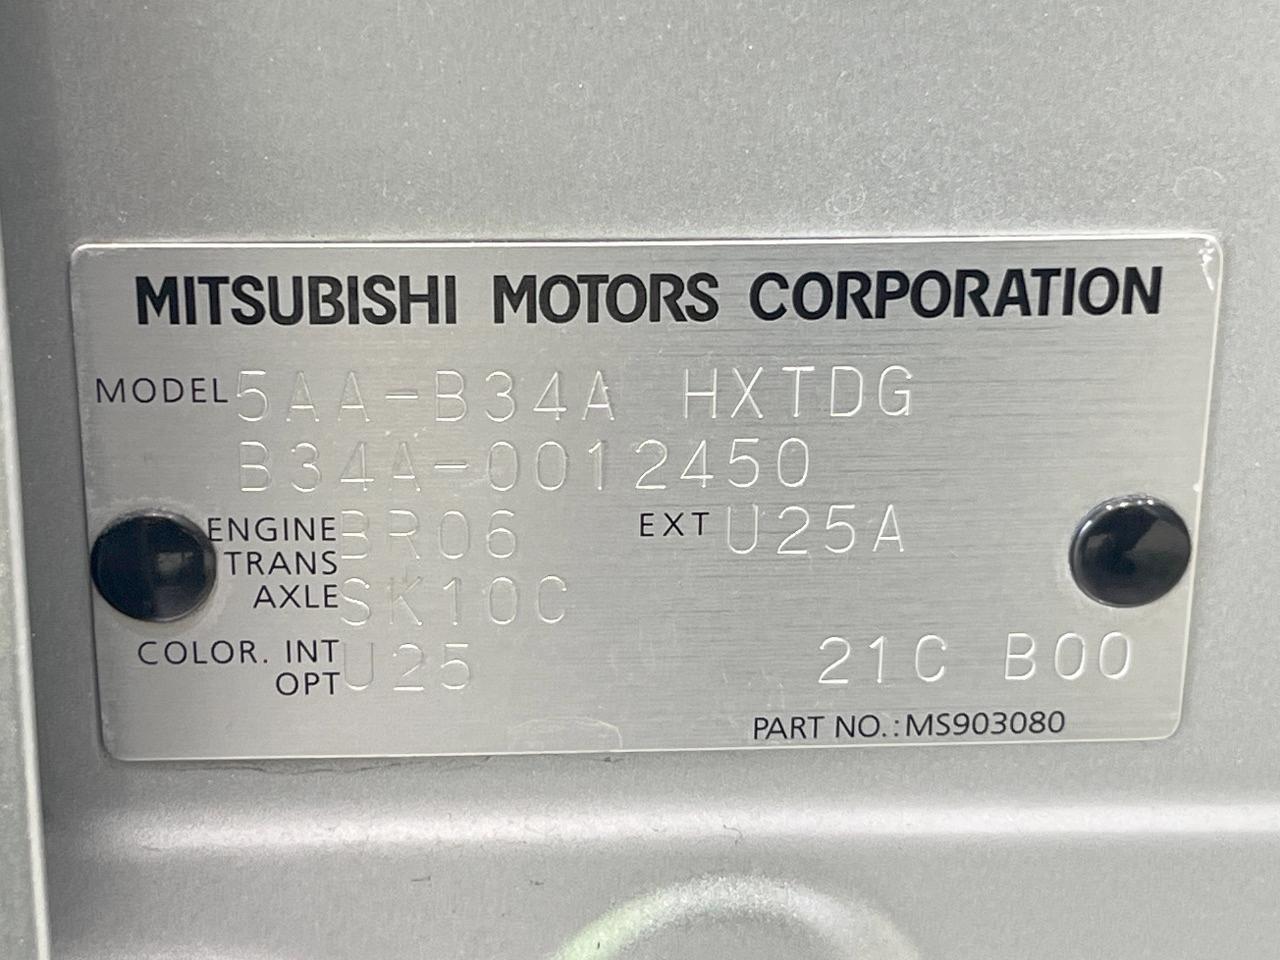 MITSUBISHI MOTORS CORPORATION
MODEL 5AA-B34A HXTDG
B34A-0012450
ENGINE BR06 EXT U25A
TRANS
AXLE SK10C
COLOR. INT U25 21C B00
OPT
PART NO.:MS903080